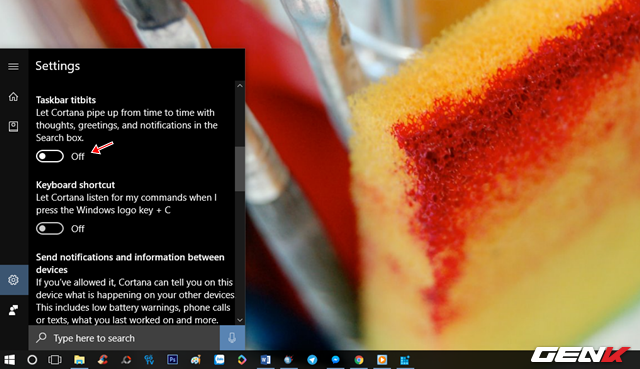 Settings
Taskbar titbits
Let Cortana pipe up from time to time with
thoughts, greetings, and notifications in the
Search box.
Off
Keyboard shortcut
Let Cortana listen for my commands when I
press the Windows logo key + C
Off
Send notifications and information between
devices
If you've allowed it, Cortana can tell you on this
device what is happening on your other devices
This includes low battery warnings, phone calls
or texts, what you last worked on and more.
Type here to search
Ps
GENK